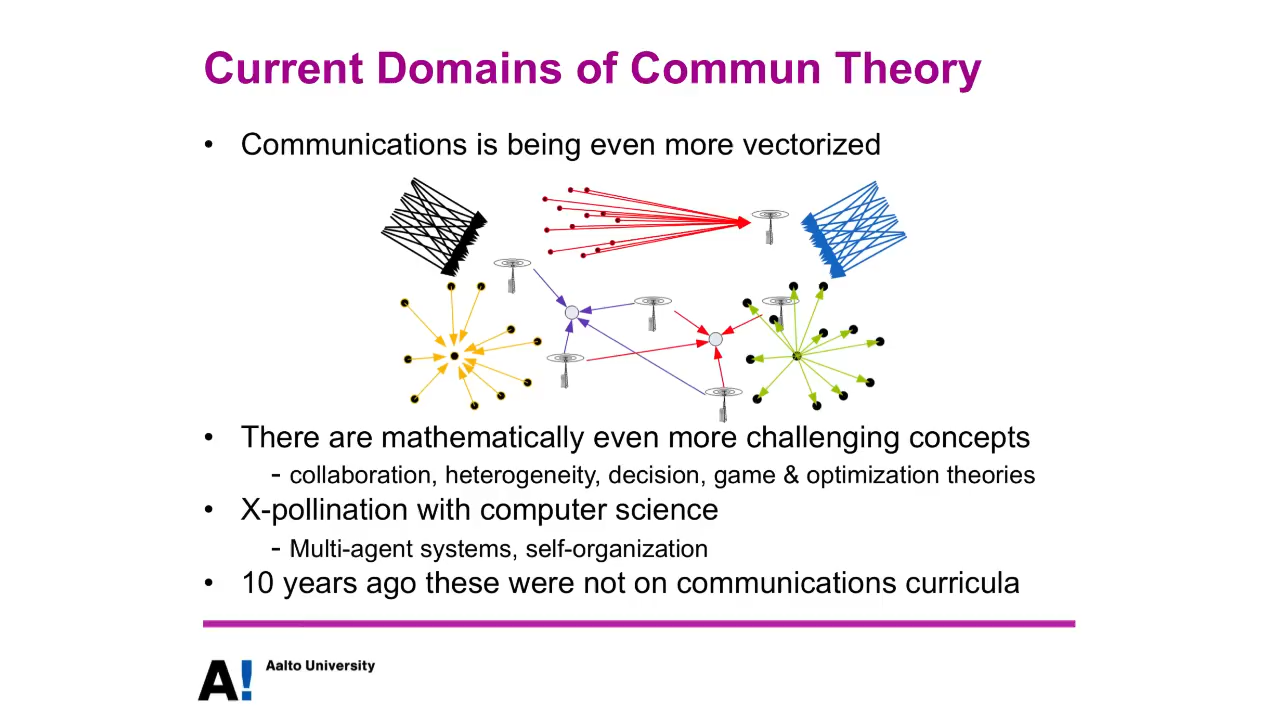 Current Domains of Commun Theory
• Communications is being even more vectorized
• There are mathematically even more challenging concepts
- collaboration, heterogeneity, decision, game & optimization theories
• X-pollination with computer science
- Multi-agent systems, self-organization
• 10 years ago these were not on communications curricula
A! Aalto University